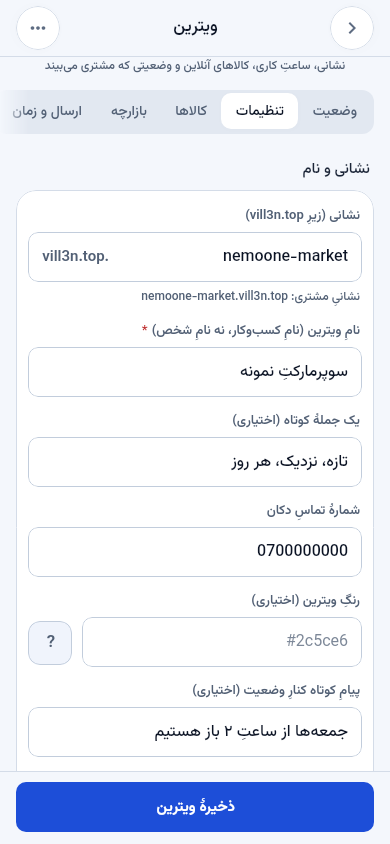 ویترین
نشانی، ساعتِ کاری، کالاهای آنلاین و وضعیتی که مشتری می‌بیند
وضعیت تنظیمات کالاها بازارچه ارسال و زمان
نشانی و نام
نشانی (زیرِ vill3n.top)
nemoone-market .vill3n.top
نشانیِ مشتری: nemoone-market.vill3n.top
نامِ ویترین (نامِ کسب‌وکار، نه نامِ شخص) *
سوپرمارکتِ نمونه
یک جملهٔ کوتاه (اختیاری)
تازه، نزدیک، هر روز
شمارهٔ تماسِ دکان
0700000000
رنگِ ویترین (اختیاری)
#2c5ce6 ?
پیامِ کوتاه کنارِ وضعیت (اختیاری)
جمعه‌ها از ساعتِ ۲ باز هستیم
ذخیرهٔ ویترین